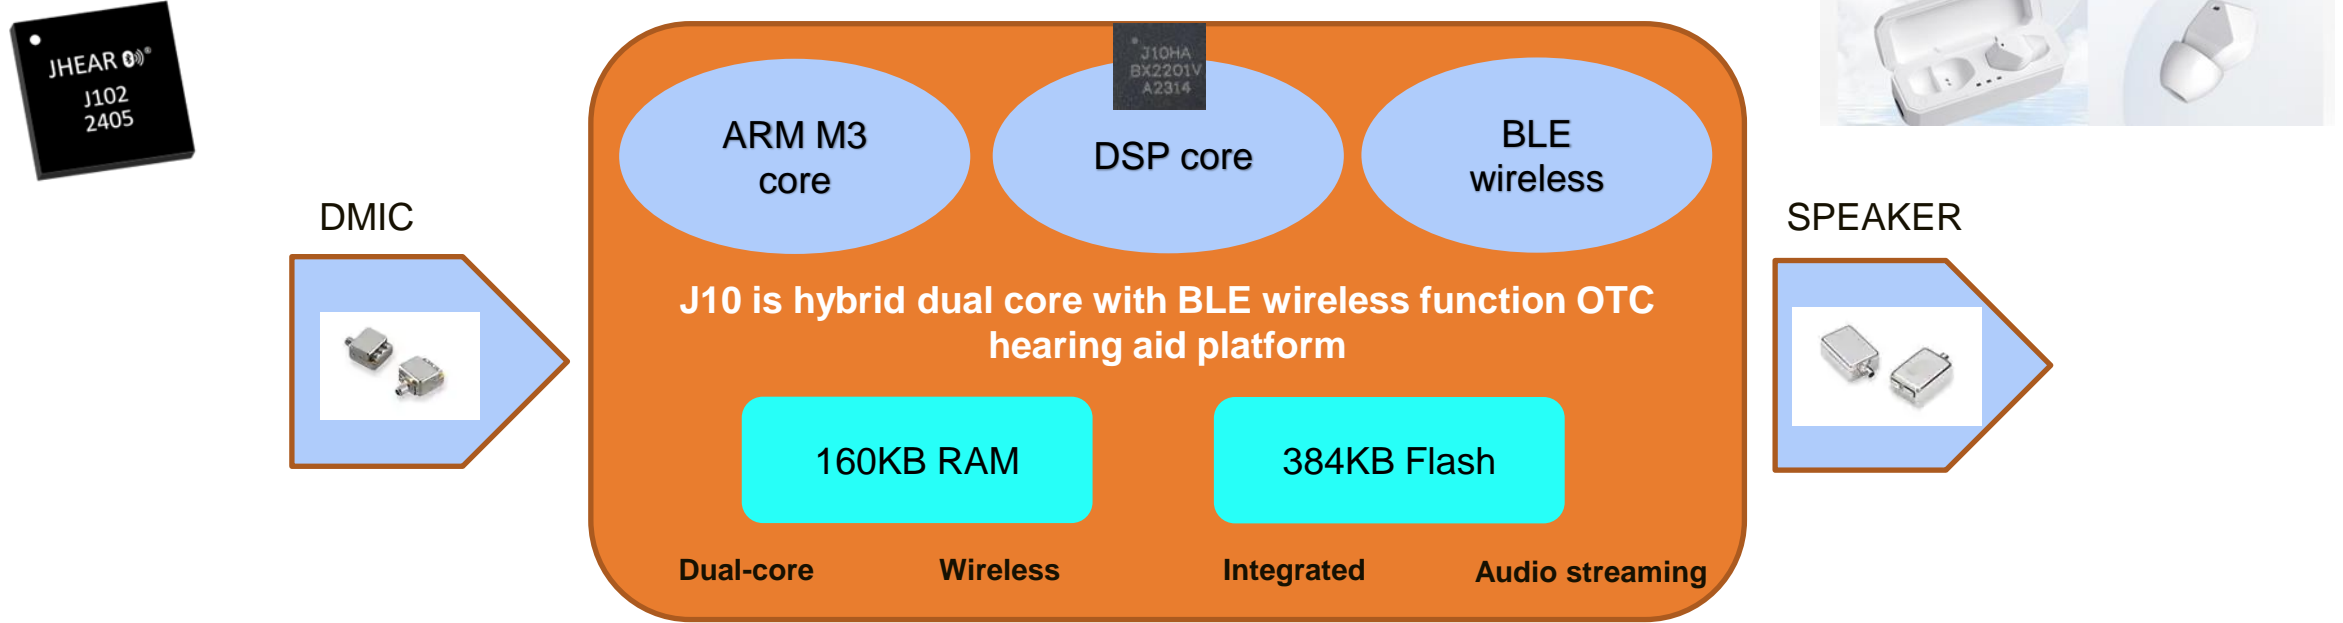 JHEAR
J102
2405
J10HA
BX2201V
A2314
ARM M3
core
DSP core
BLE
wireless
DMIC
SPEAKER
J10 is hybrid dual core with BLE wireless function OTC
hearing aid platform
160KB RAM
384KB Flash
Dual-core
Wireless
Integrated
Audio streaming